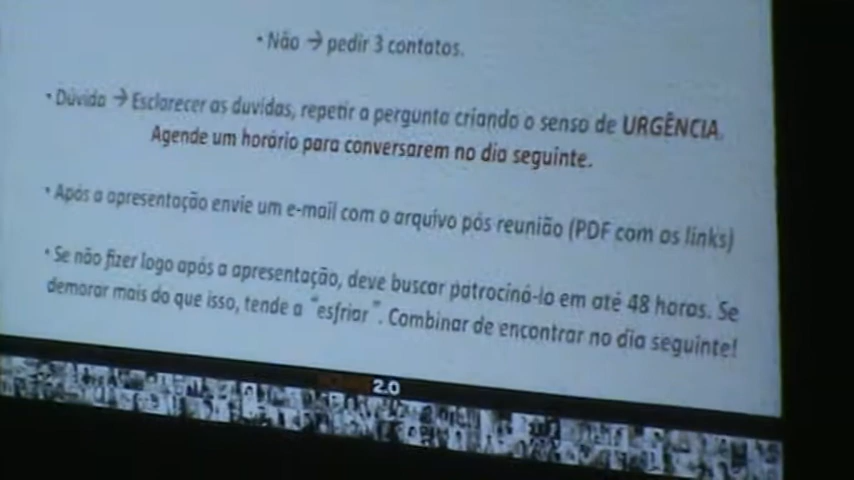 • Não → pedir 3 contatos.
• Dúvida → Esclarecer as duvidas, repetir a pergunta criando o senso de URGÊNCIA.
Agende um horário para conversarem no dia seguinte.
• Após a apresentação envie um e-mail com o arquivo pós reunião (PDF com os links)
• Se não fizer logo após a apresentação, deve buscar patrociná-lo em até 48 horas. Se
demorar mais do que isso, tende a "esfriar". Combinar de encontrar no dia seguinte!
2.0